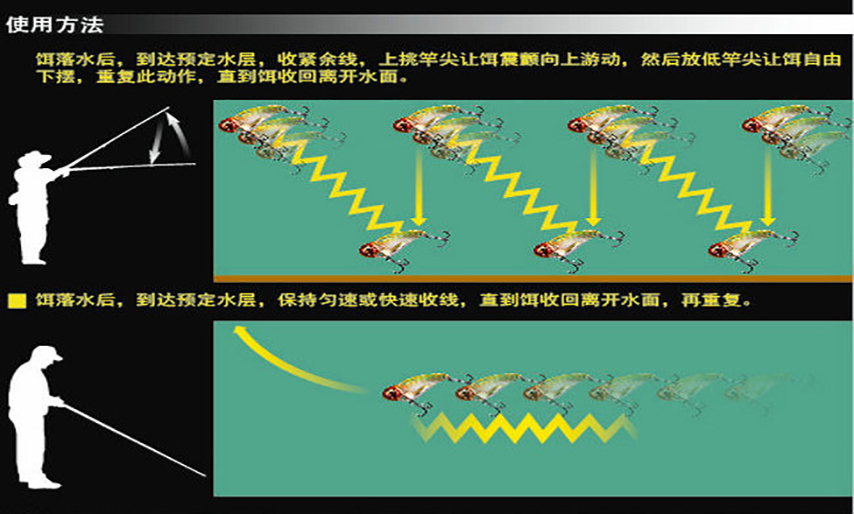 使用方法
饵落水后，到达预定水层，收紧余线，上挑竿尖让饵震颤向上游动，然后放低竿尖让饵自由
下摆，重复此动作，直到饵收回离开水面。
饵落水后，到达预定水层，保持匀速或快速收线，直到饵收回离开水面，再重复。